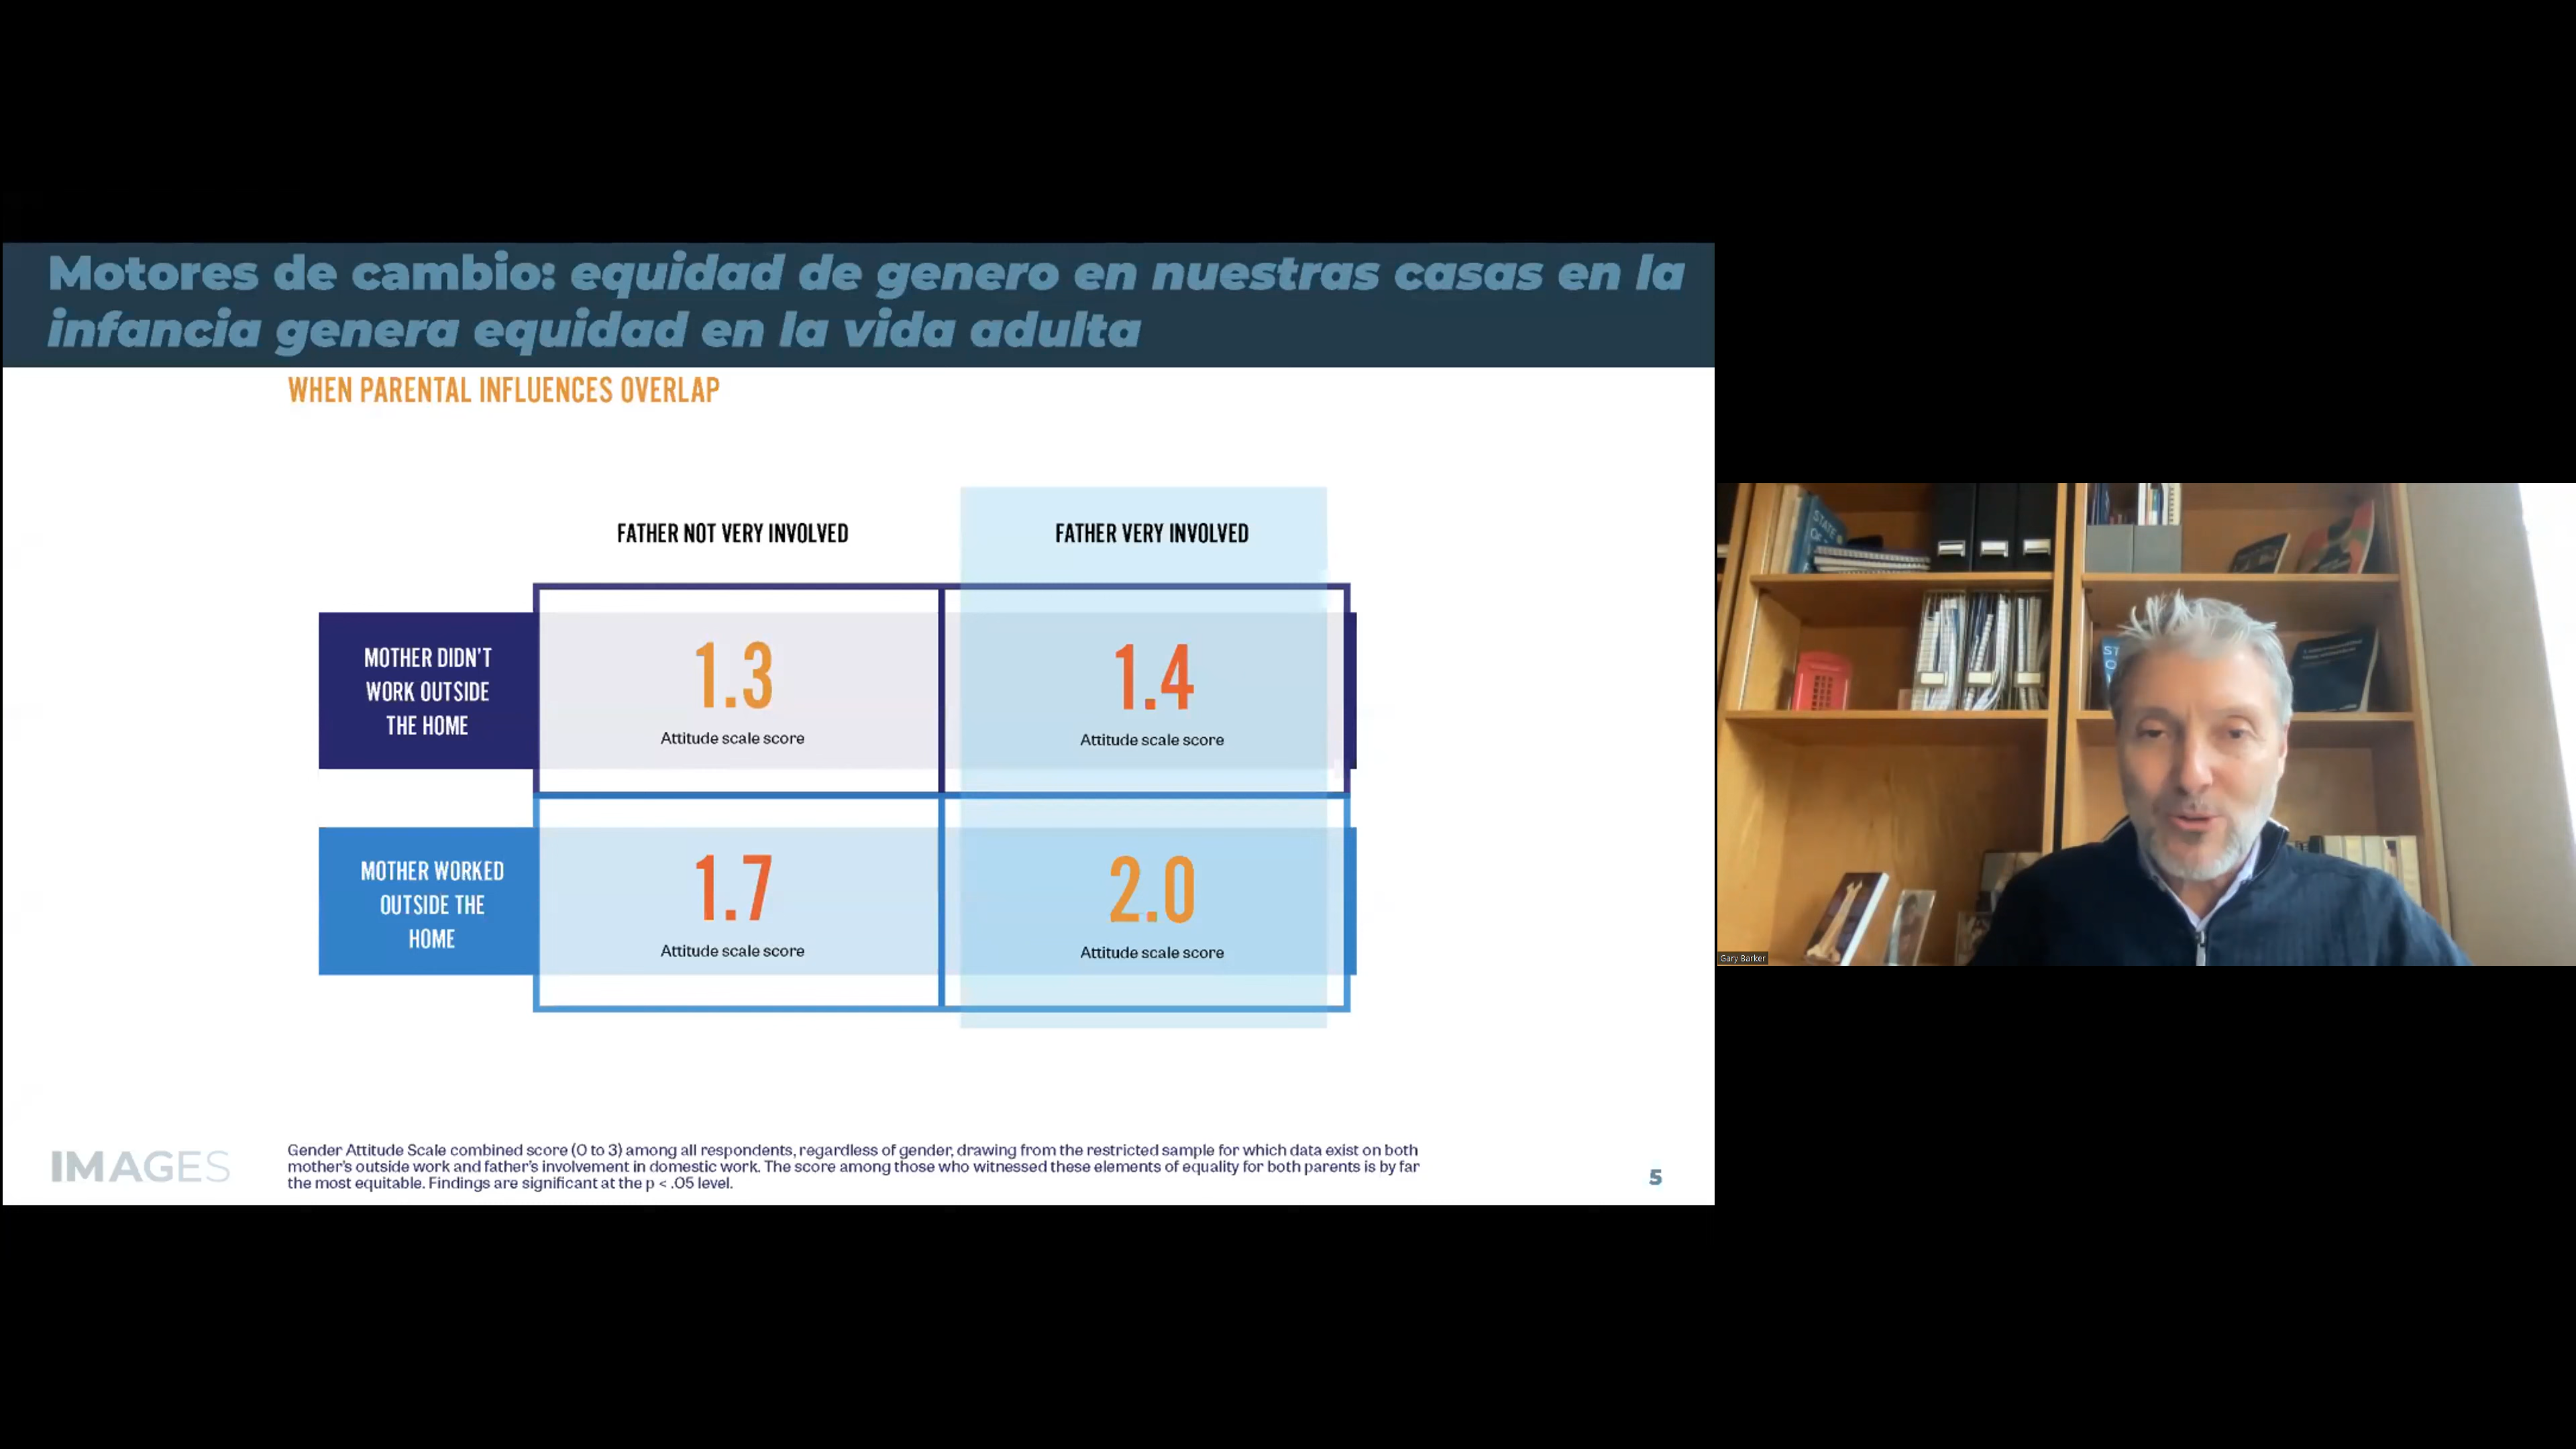 Motores de cambio: equidad de genero en nuestras casas en la
infancia genera equidad en la vida adulta
WHEN PARENTAL INFLUENCES OVERLAP
FATHER NOT VERY INVOLVED
FATHER VERY INVOLVED
MOTHER DIDN'T
WORK OUTSIDE
THE HOME
1.3
Attitude scale score
1.4
Attitude scale score
MOTHER WORKED
OUTSIDE THE
HOME
1.7
Attitude scale score
2.0
Attitude scale score
IMAGES
Gender Attitude Scale combined score (0 to 3) among all respondents, regardless of gender, drawing from the restricted sample for which data exist on both
mother's outside work and father's involvement in domestic work. The score among those who witnessed these elements of equality for both parents is by far
the most equitable. Findings are significant at the p < .05 level.
5
STATE
OF
ST
Gary Barker